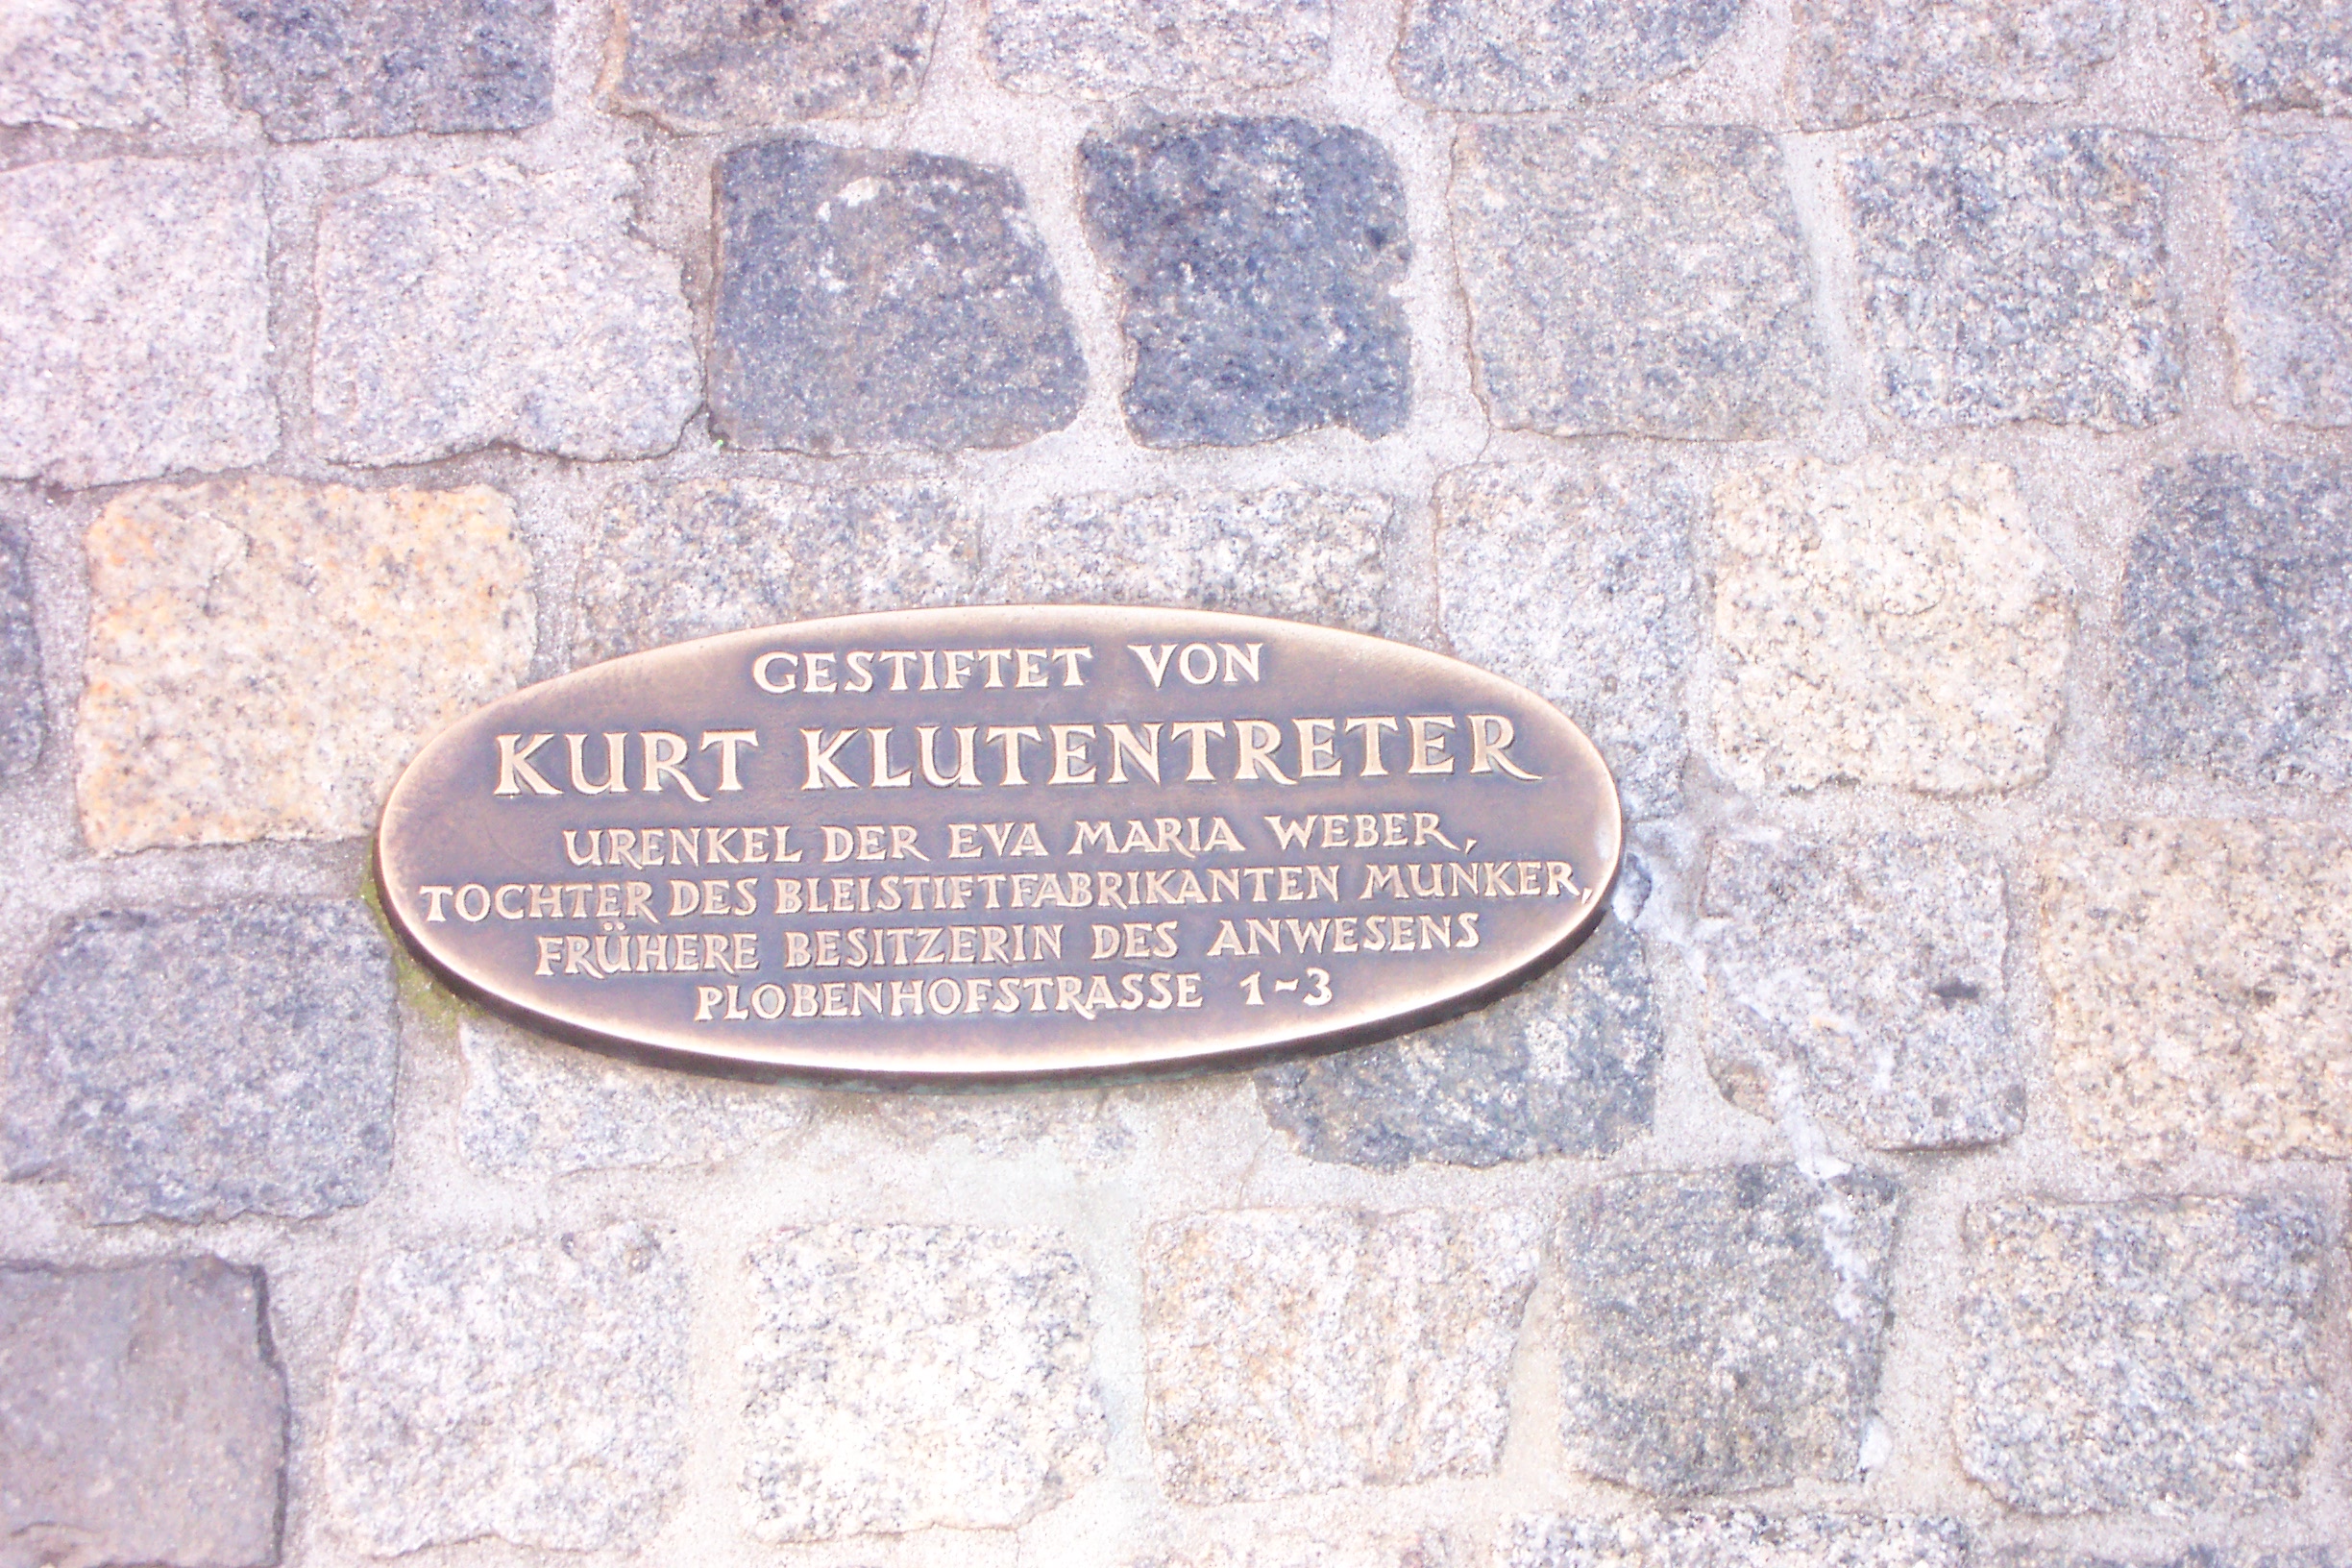 GESTIFTET VON
KURT KLUTENTRETER
URENKEL DER EVA MARIA WEBER,
TOCHTER DES BLEISTIFTFABRIKANTEN MUNKER,
FRÜHERE BESITZERIN DES ANWESENS
PLOBENHOFSTRASSE 1-3